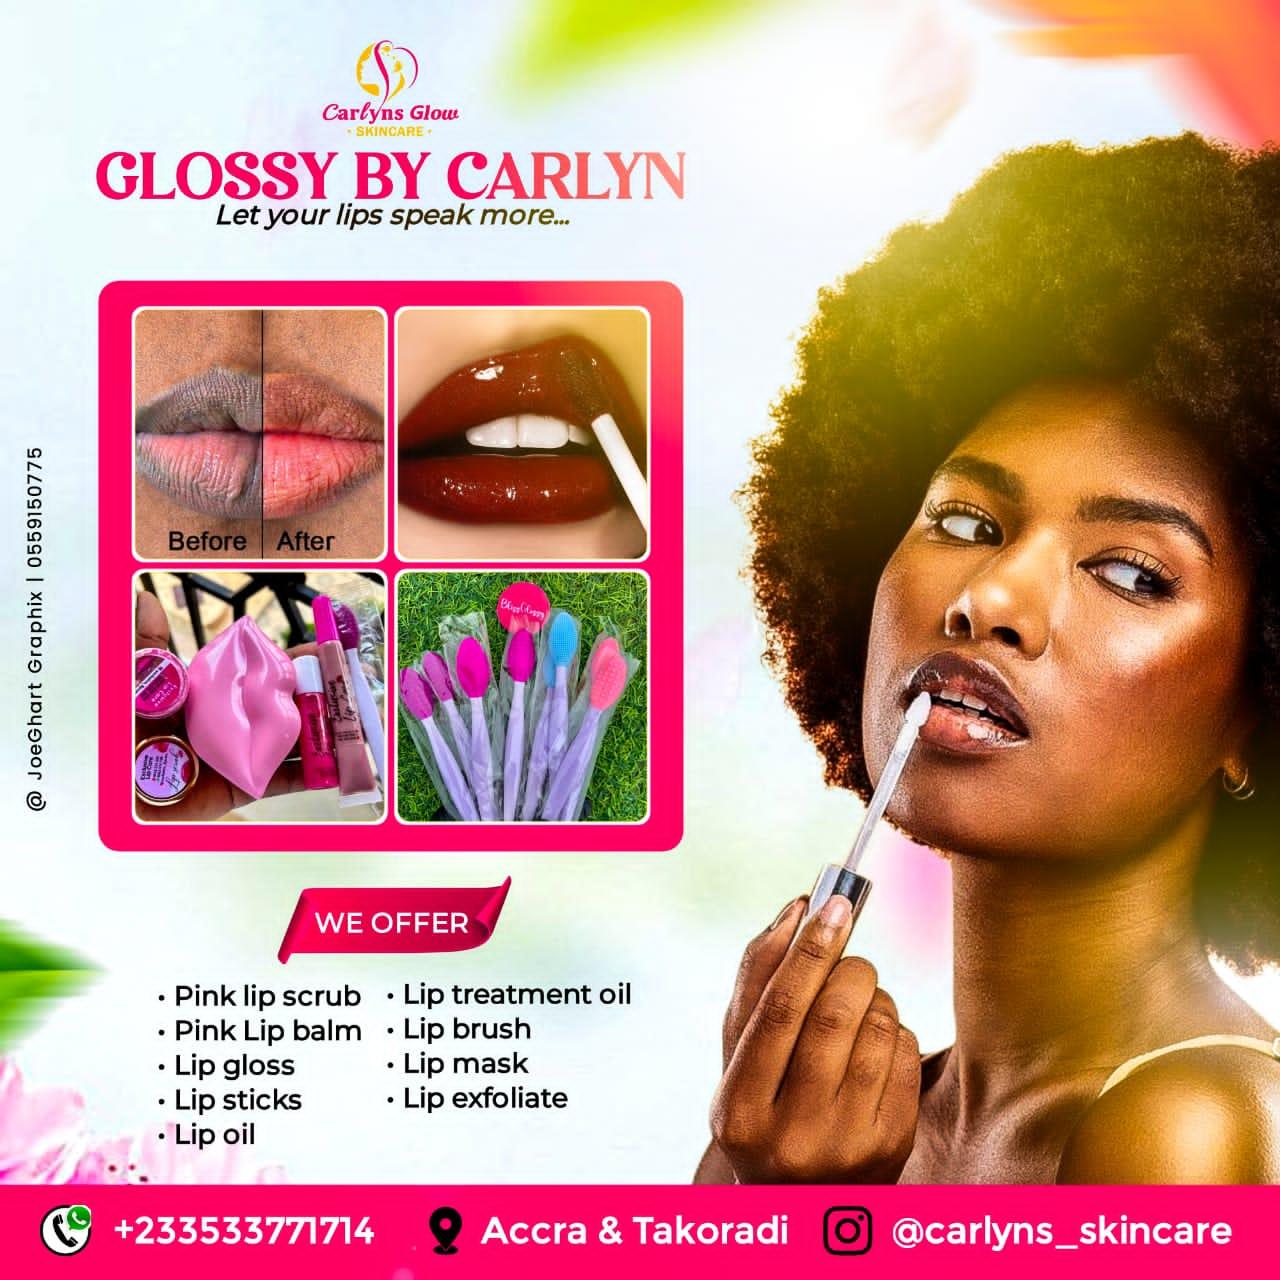 Carlyns Glow
• SKINCARE •
GLOSSY BY CARLYN
Let your lips speak more...
Before After
BlissGlossy
@ JoeGhart Graphix | 0559150775
WE OFFER
• Pink lip scrub
• Pink Lip balm
• Lip gloss
• Lip sticks
• Lip oil
• Lip treatment oil
• Lip brush
• Lip mask
• Lip exfoliate
+233533771714
Accra & Takoradi
@carlyns_skincare